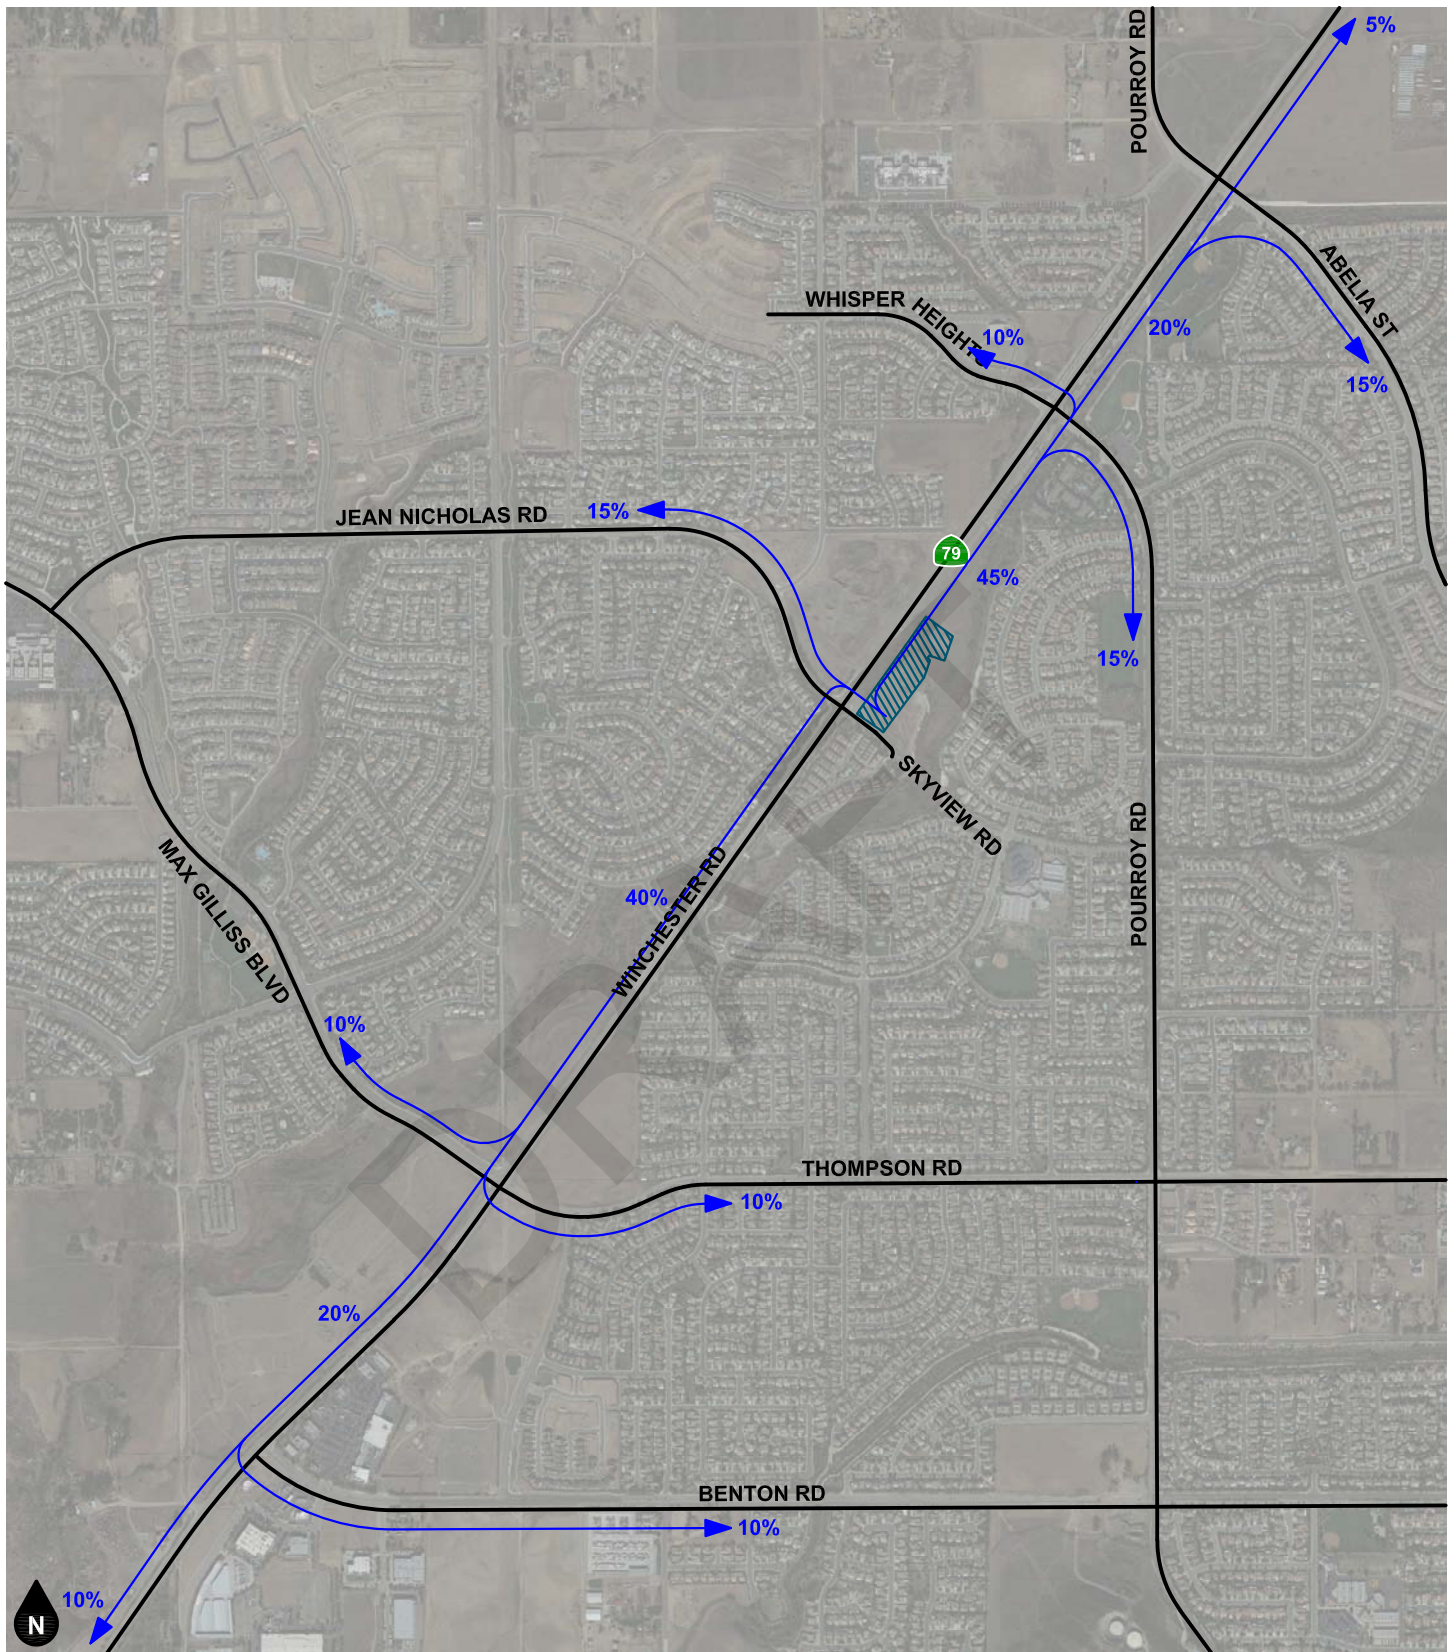 5%
POURROY RD
ABELIA ST
WHISPER HEIGHTS
10%
20%
15%
JEAN NICHOLAS RD
15%
79
45%
15%
SKYVIEW RD
POURROY RD
MAX GILLISS BLVD
WINCHESTER RD
40%
10%
THOMPSON RD
10%
DRAFT
20%
BENTON RD
10%
10%
N